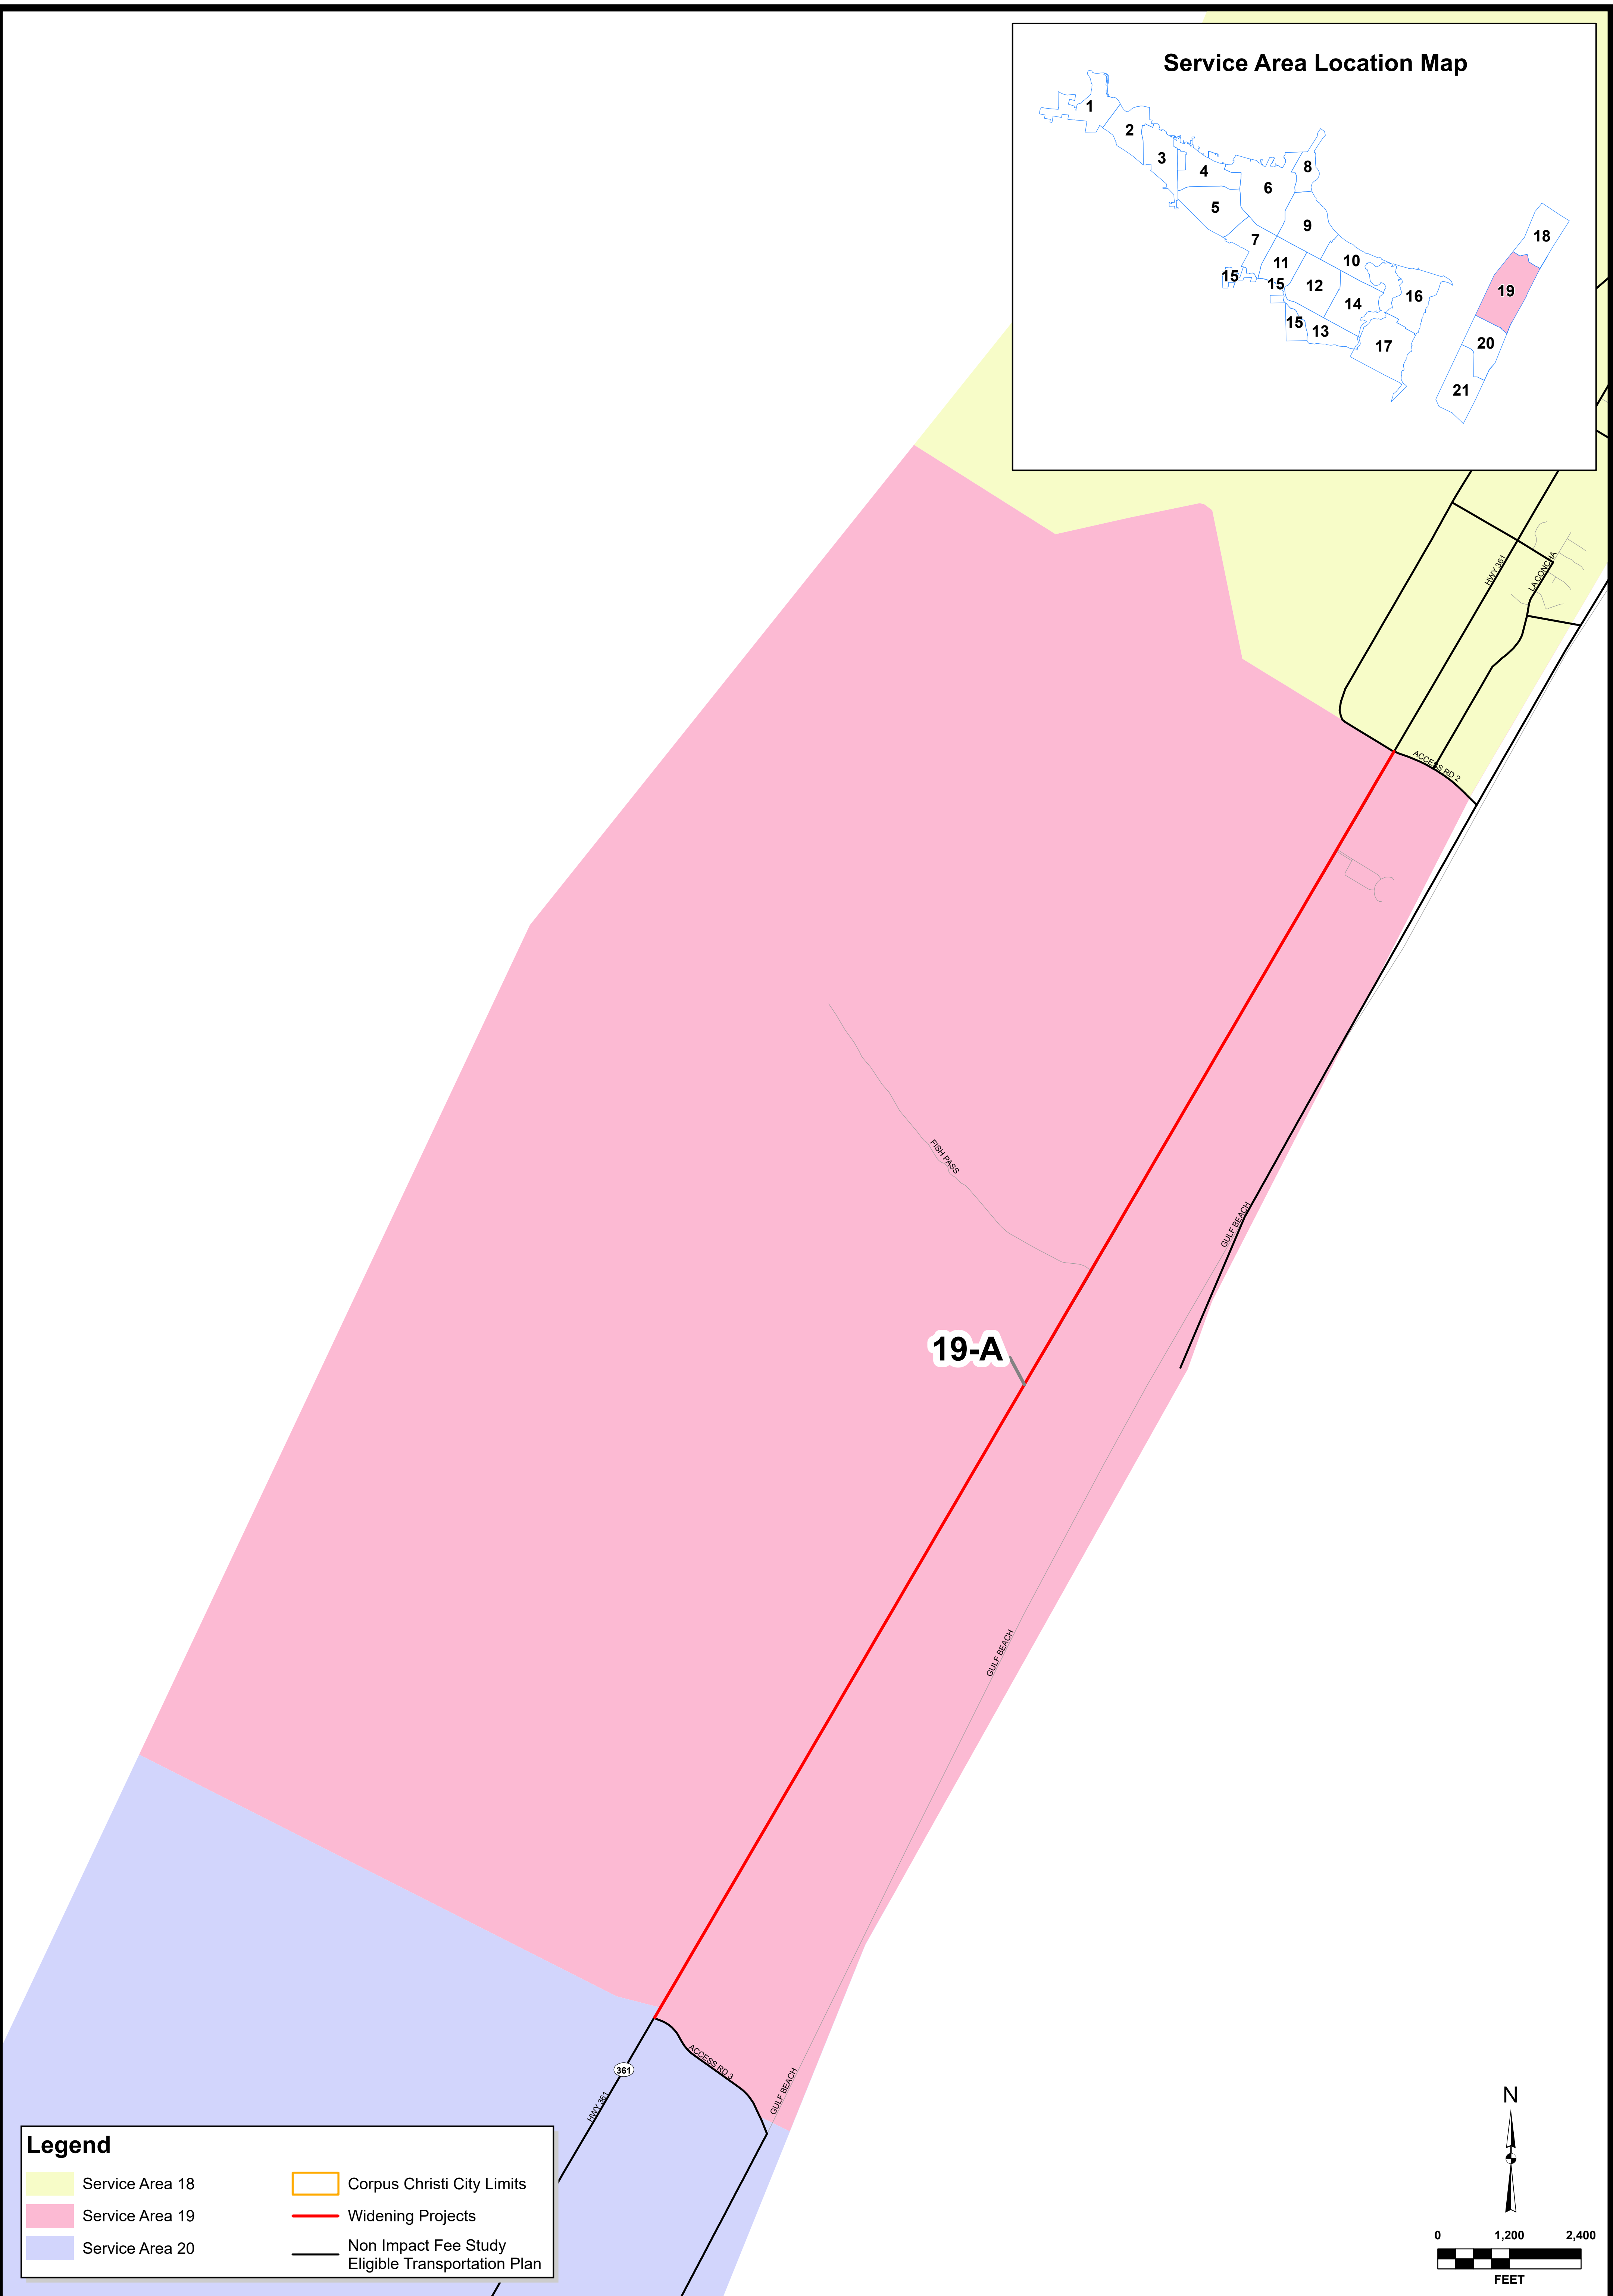 Service Area Location Map
1
2
3
4
5
6
7
8
9
10
11
12
13
14
15
15
15
16
17
18
19
20
21
HWY 361
LA CONCHA
ACCESS RD 2
FISH PASS
GULF BEACH
19-A
GULF BEACH
ACCESS RD 3
361
HWY 361
GULF BEACH
Legend
Service Area 18
Service Area 19
Service Area 20
Corpus Christi City Limits
Widening Projects
Non Impact Fee Study
Eligible Transportation Plan
N
0 1,200 2,400
FEET